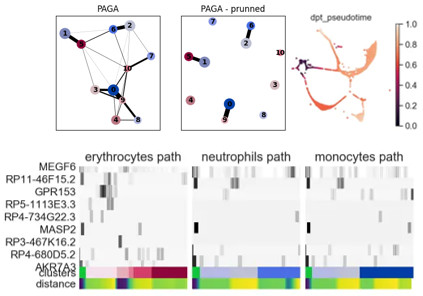 PAGA
PAGA - prunned
dpt_pseudotime
1
6
2
10
7
3
0
9
4
8
7
6
2
10
1
3
4
0
9
8
1.0
0.8
0.6
0.4
0.2
0.0
erythrocytes path
neutrophils path
monocytes path
MEGF6
RP11-46F15.2
GPR153
RP5-1113E3.3
RP4-734G22.3
MASP2
RP3-467K16.2
RP4-680D5.2
AKR7A3
clusters
distance